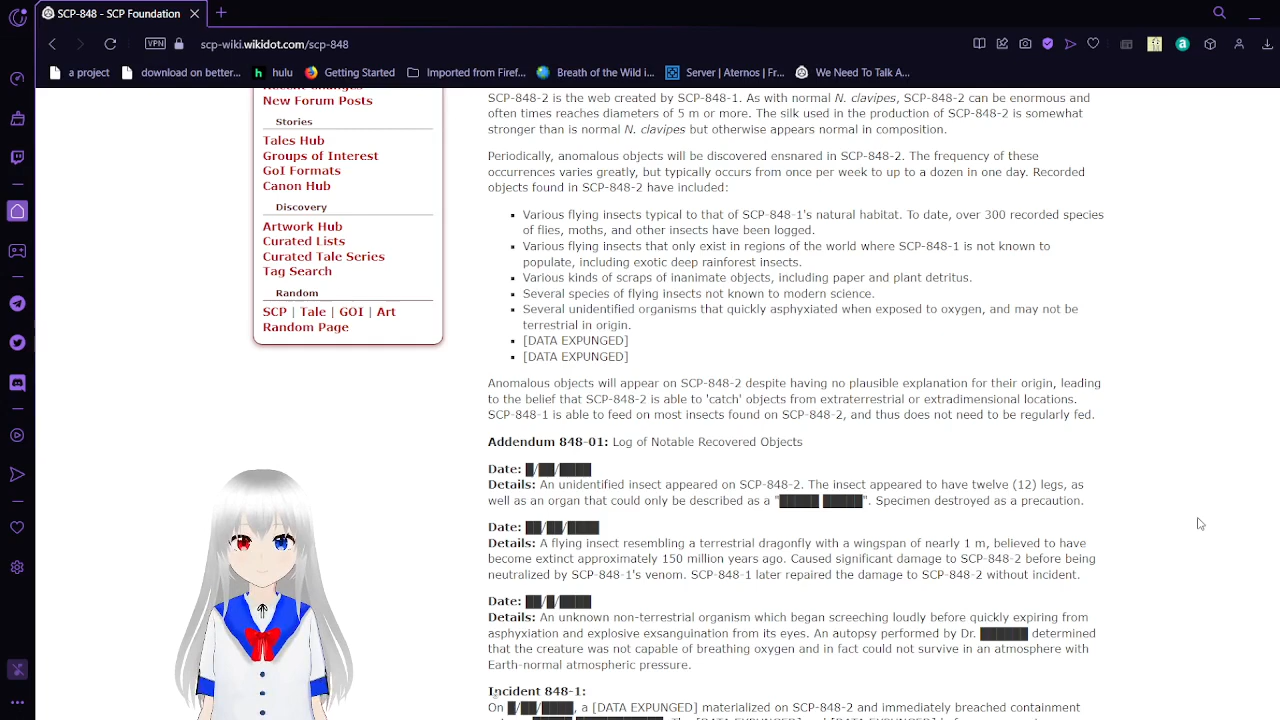 SCP-848 - SCP Foundation
VPN
scp-wiki.wikidot.com/scp-848
a project
download on better...
hulu
Getting Started
Imported from Firef...
Breath of the Wild i...
Server | Aternos | Fr...
We Need To Talk A...
New Forum Posts
Stories
Tales Hub
Groups of Interest
GoI Formats
Canon Hub
Discovery
Artwork Hub
Curated Lists
Curated Tale Series
Tag Search
Random
SCP | Tale | GOI | Art
Random Page
SCP-848-2 is the web created by SCP-848-1. As with normal N. clavipes, SCP-848-2 can be enormous and
often times reaches diameters of 5 m or more. The silk used in the production of SCP-848-2 is somewhat
stronger than is normal N. clavipes but otherwise appears normal in composition.
Periodically, anomalous objects will be discovered ensnared in SCP-848-2. The frequency of these
occurrences varies greatly, but typically occurs from once per week to up to a dozen in one day. Recorded
objects found in SCP-848-2 have included:
Various flying insects typical to that of SCP-848-1's natural habitat. To date, over 300 recorded species
of flies, moths, and other insects have been logged.
Various flying insects that only exist in regions of the world where SCP-848-1 is not known to
populate, including exotic deep rainforest insects.
Various kinds of scraps of inanimate objects, including paper and plant detritus.
Several species of flying insects not known to modern science.
Several unidentified organisms that quickly asphyxiated when exposed to oxygen, and may not be
terrestrial in origin.
[DATA EXPUNGED]
[DATA EXPUNGED]
Anomalous objects will appear on SCP-848-2 despite having no plausible explanation for their origin, leading
to the belief that SCP-848-2 is able to 'catch' objects from extraterrestrial or extradimensional locations.
SCP-848-1 is able to feed on most insects found on SCP-848-2, and thus does not need to be regularly fed.
Addendum 848-01: Log of Notable Recovered Objects
Date: █/██/████
Details: An unidentified insect appeared on SCP-848-2. The insect appeared to have twelve (12) legs, as
well as an organ that could only be described as a "█████ █████". Specimen destroyed as a precaution.
Date: ██/██/████
Details: A flying insect resembling a terrestrial dragonfly with a wingspan of nearly 1 m, believed to have
become extinct approximately 150 million years ago. Caused significant damage to SCP-848-2 before being
neutralized by SCP-848-1's venom. SCP-848-1 later repaired the damage to SCP-848-2 without incident.
Date: ██/█/████
Details: An unknown non-terrestrial organism which began screeching loudly before quickly expiring from
asphyxiation and explosive exsanguination from its eyes. An autopsy performed by Dr. ██████ determined
that the creature was not capable of breathing oxygen and in fact could not survive in an atmosphere with
Earth-normal atmospheric pressure.
Incident 848-1:
On █/██/████, a [DATA EXPUNGED] materialized on SCP-848-2 and immediately breached containment